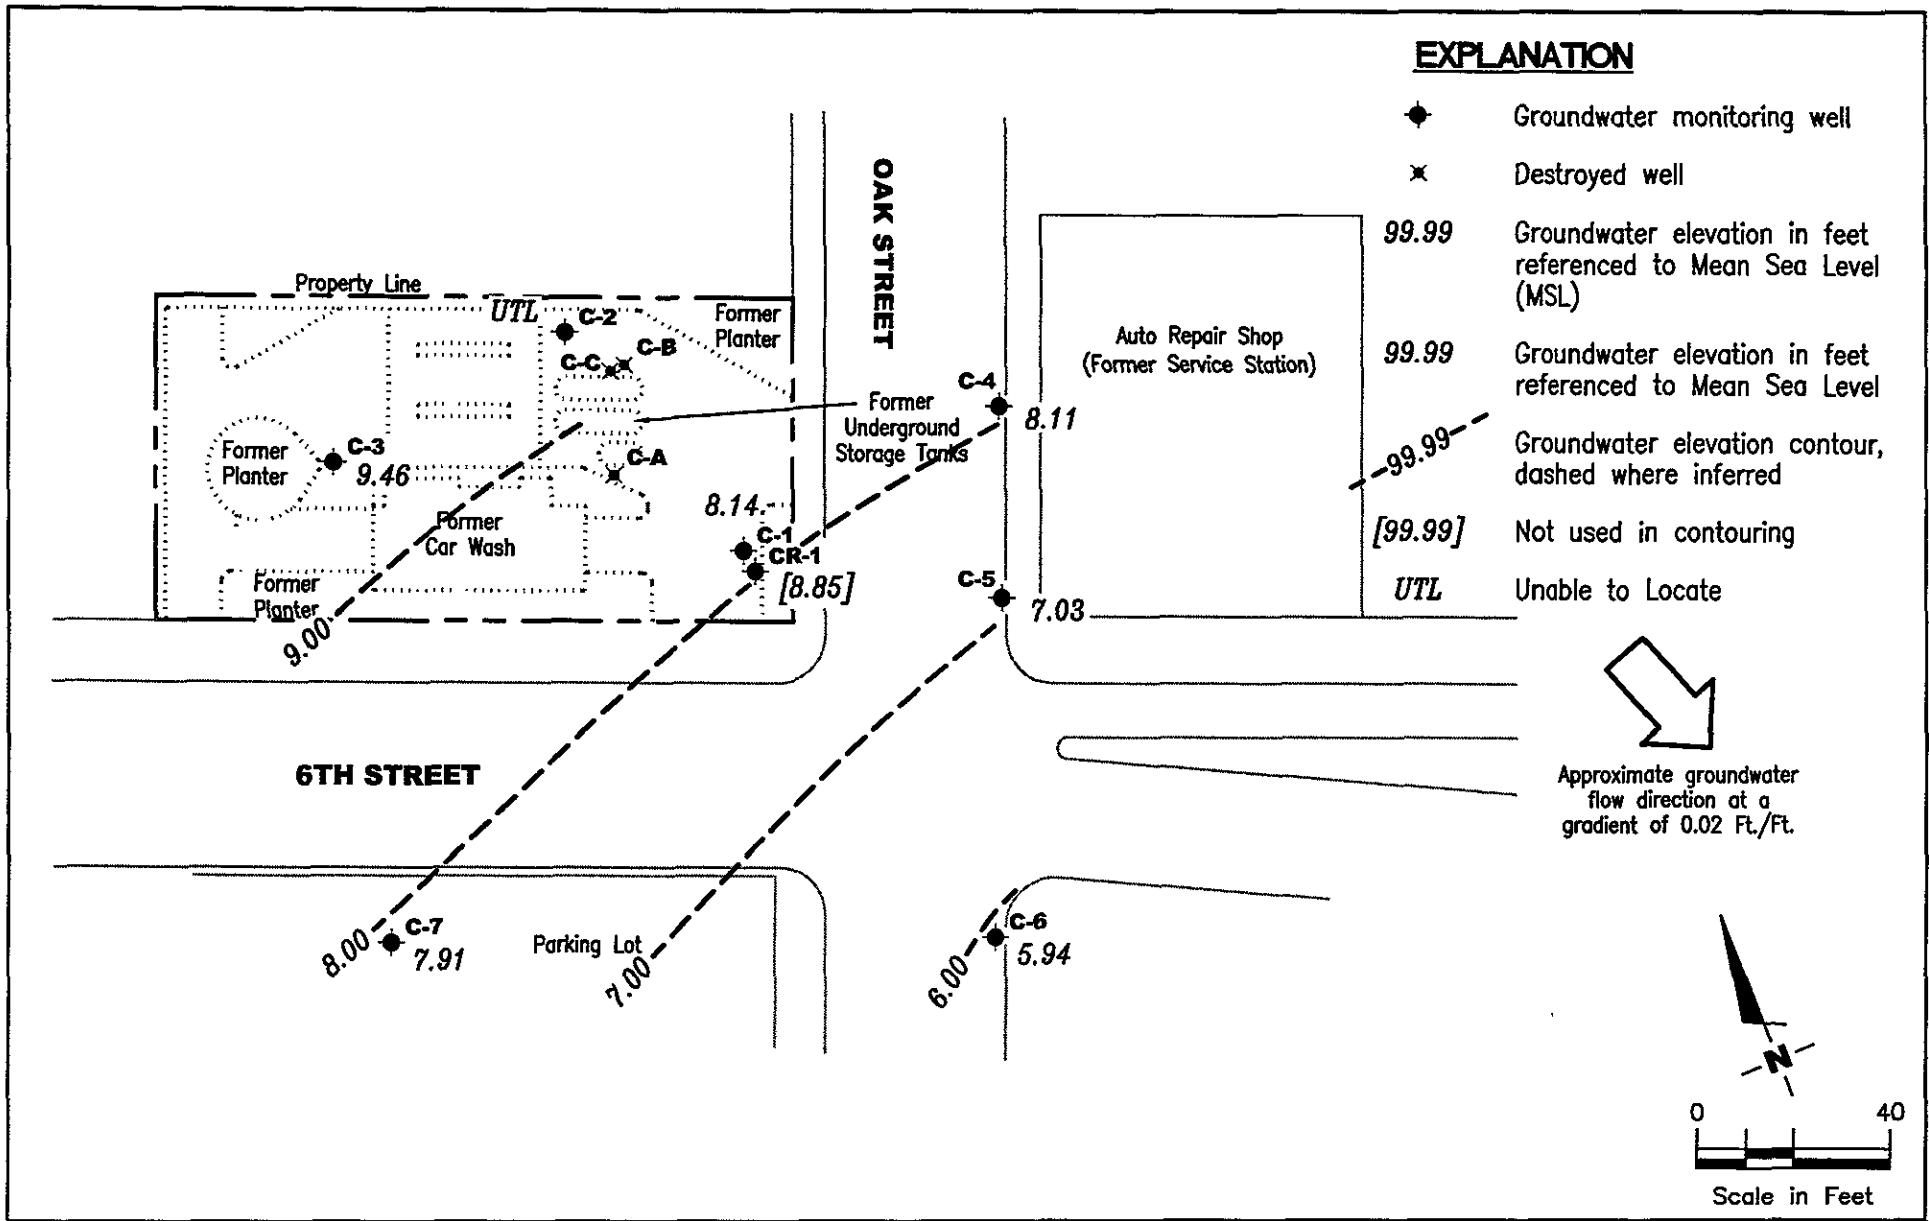 EXPLANATION
Groundwater monitoring well
Destroyed well
99.99
Groundwater elevation in feet
referenced to Mean Sea Level
(MSL)
99.99
Groundwater elevation in feet
referenced to Mean Sea Level
99.99
Groundwater elevation contour,
dashed where inferred
[99.99]
Not used in contouring
UTL
Unable to Locate
Approximate groundwater
flow direction at a
gradient of 0.02 Ft./Ft.
N
0
40
Scale in Feet
OAK STREET
Property Line
UTL
C-2
Former
Planter
C-C
C-B
Former
Underground
Storage Tanks
C-4
8.11
Auto Repair Shop
(Former Service Station)
Former
Planter
C-3
9.46
C-A
8.14
Former
Car Wash
C-1
CR-1
[8.85]
C-5
7.03
Former
Planter
9.00
6TH STREET
8.00
C-7
7.91
Parking Lot
7.00
C-6
5.94
6.00